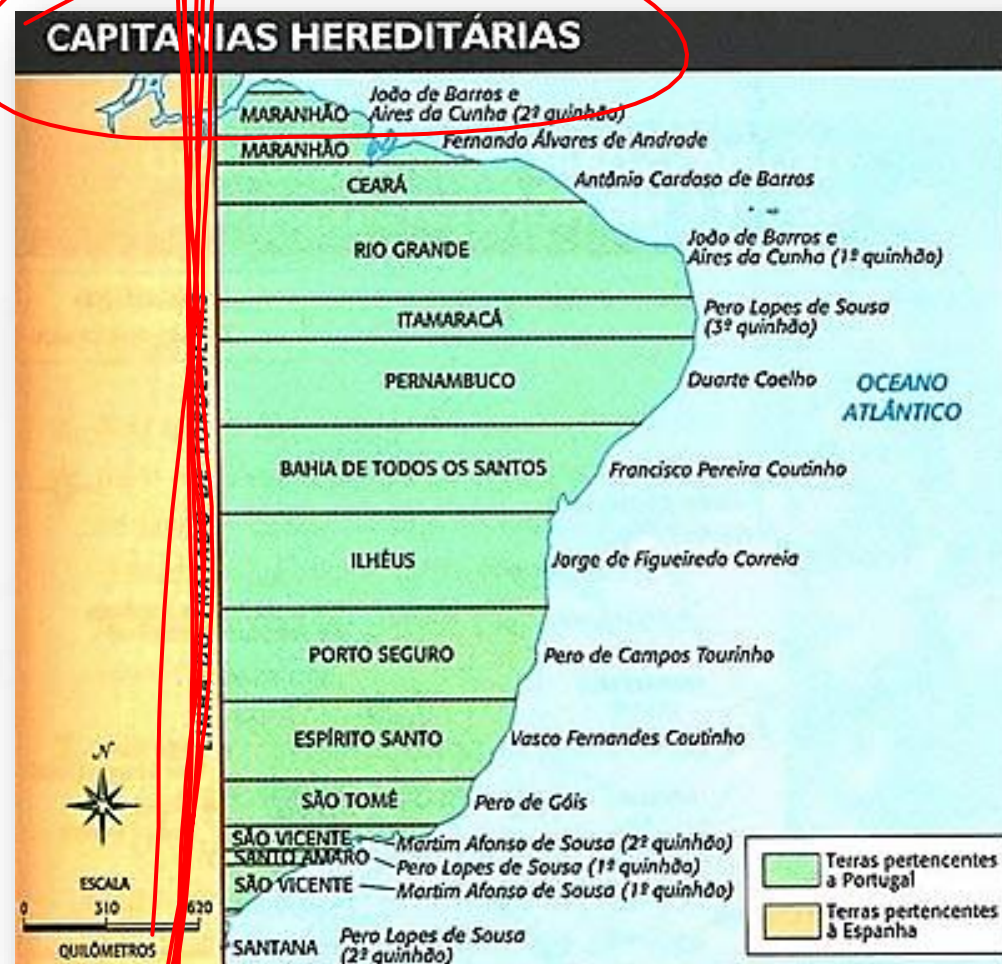 CAPITANIAS HEREDITÁRIAS
João de Barros e
MARANHÃO
Aires da Cunha (2º quinhão)
MARANHÃO
Fernando Álvares de Andrade
CEARÁ
Antônio Cardoso de Barros
RIO GRANDE
João de Barros e
Aires da Cunha (1º quinhão)
ITAMARACÁ
Pero Lopes de Sousa
(3º quinhão)
PERNAMBUCO
Duarte Coelho
OCEANO
ATLÂNTICO
BAHIA DE TODOS OS SANTOS
Francisco Pereira Coutinho
ILHÉUS
Jorge de Figueiredo Correia
LINHA DO TRATADO DE TORDESILHAS
PORTO SEGURO
Pero de Campos Tourinho
ESPÍRITO SANTO
Vasco Fernandes Coutinho
N
SÃO TOMÉ
Pero de Góis
SÃO VICENTE
Martim Afonso de Sousa (2º quinhão)
SANTO AMARO
Pero Lopes de Sousa (1º quinhão)
SÃO VICENTE
Martim Afonso de Sousa (1º quinhão)
SANTANA
Pero Lopes de Sousa
(2º quinhão)
ESCALA
0 310 620
QUILÔMETROS
Terras pertencentes
a Portugal
Terras pertencentes
à Espanha